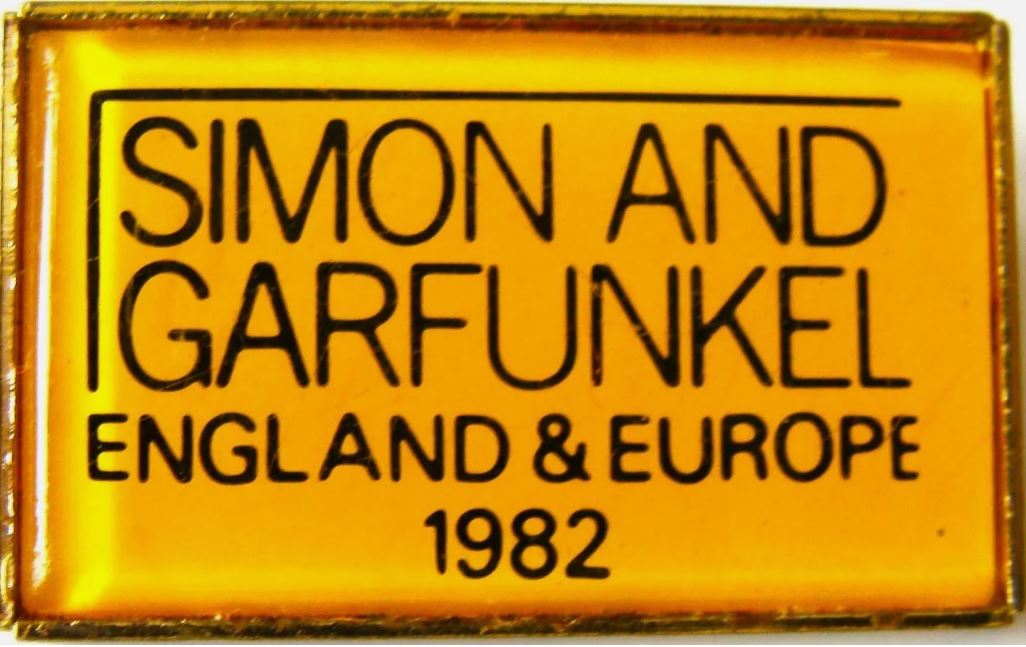 SIMON AND
GARFUNKEL
ENGLAND & EUROPE
1982